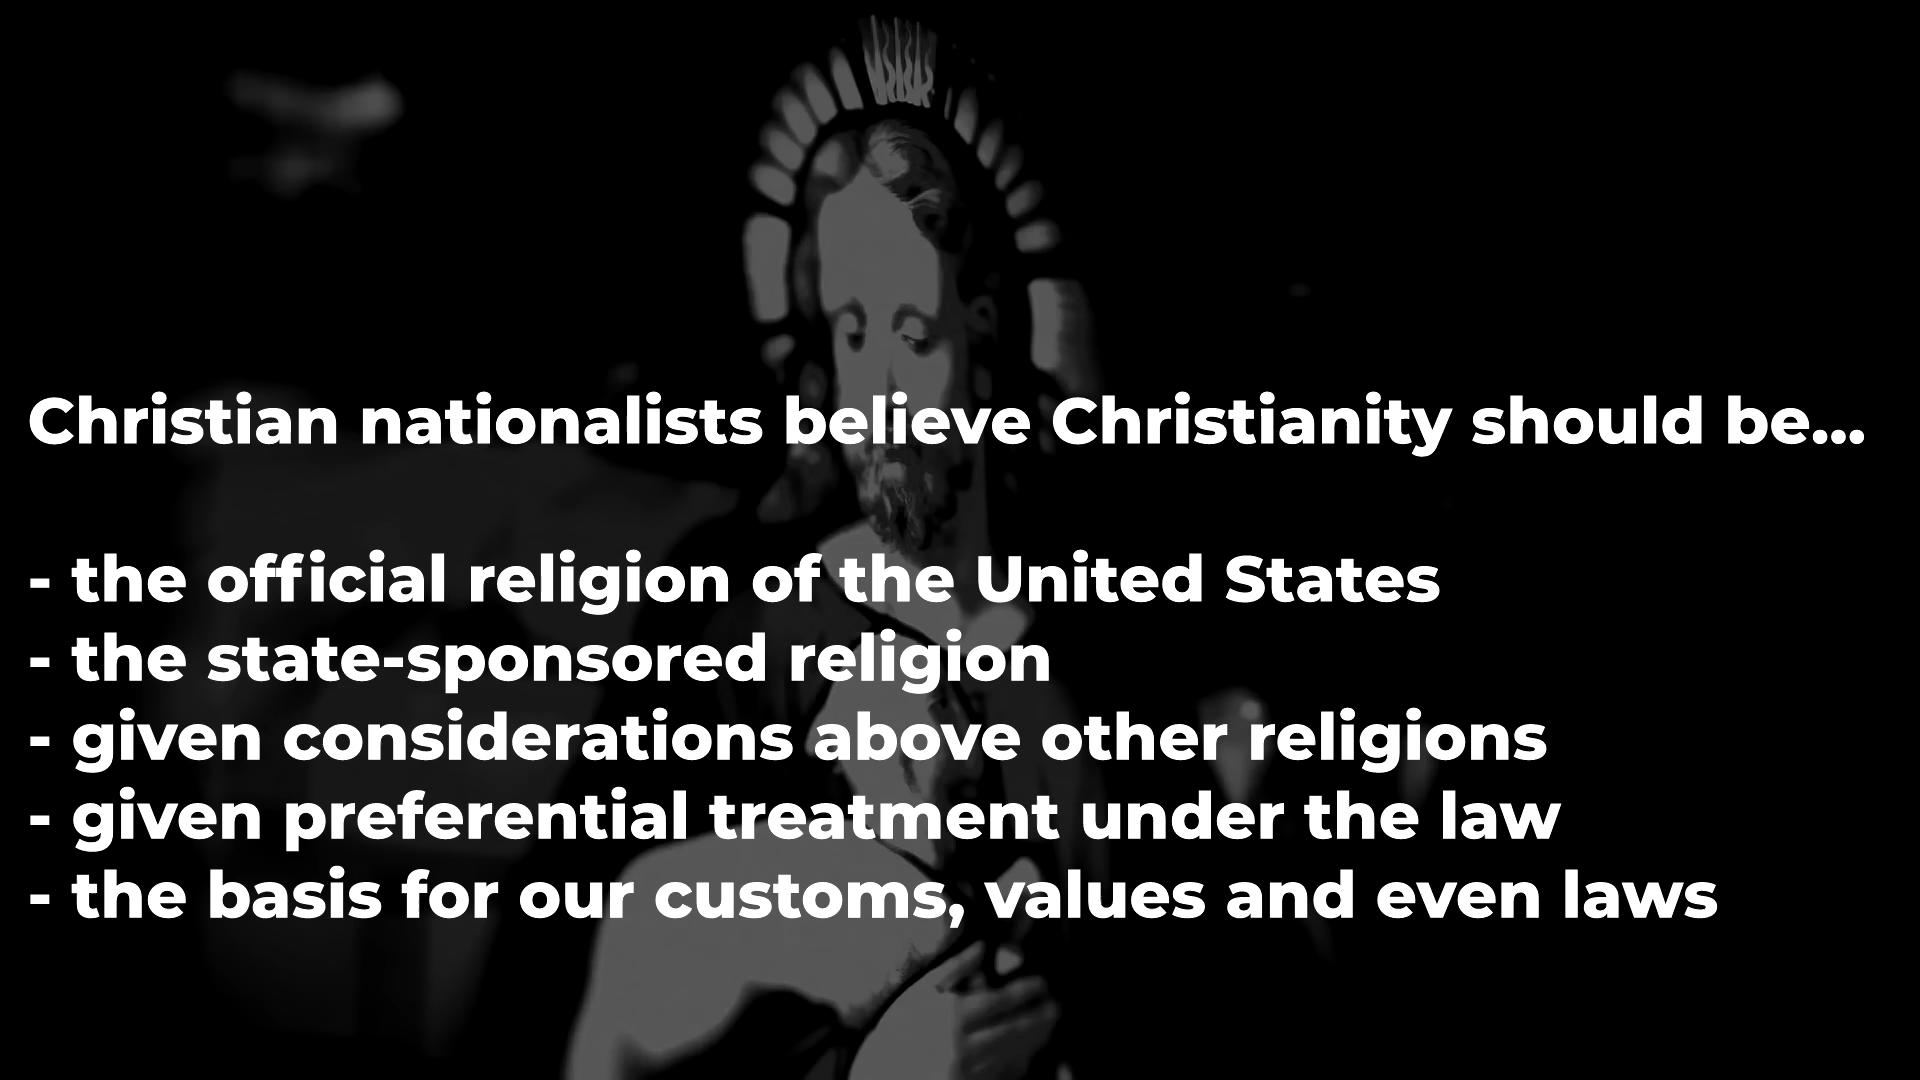 Christian nationalists believe Christianity should be...
- the official religion of the United States
- the state-sponsored religion
- given considerations above other religions
- given preferential treatment under the law
- the basis for our customs, values and even laws